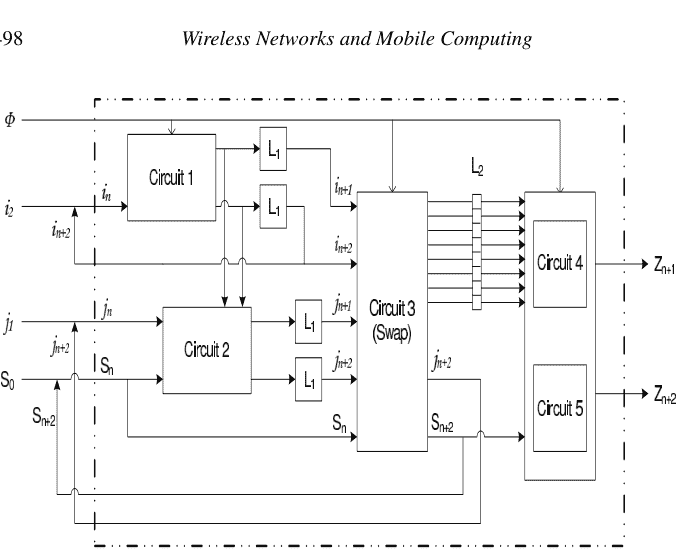 498 Wireless Networks and Mobile Computing
Φ
L1
L2
Circuit 1
in
in+1
i2
L1
in+2
in+2
Circuit 4
Zn+1
j1
jn
L1
jn+1
Circuit 3
(Swap)
jn+2
Circuit 2
jn+2
jn+2
L1
S0
Sn
Zn+2
Circuit 5
Sn+2
Sn
Sn+2